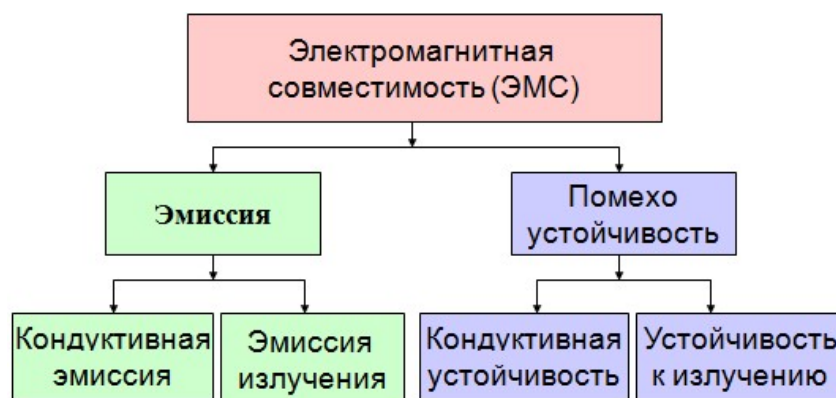 Электромагнитная
совместимость (ЭМС)
Эмиссия
Помехо
устойчивость
Кондуктивная
эмиссия
Эмиссия
излучения
Кондуктивная
устойчивость
Устойчивость
к излучению